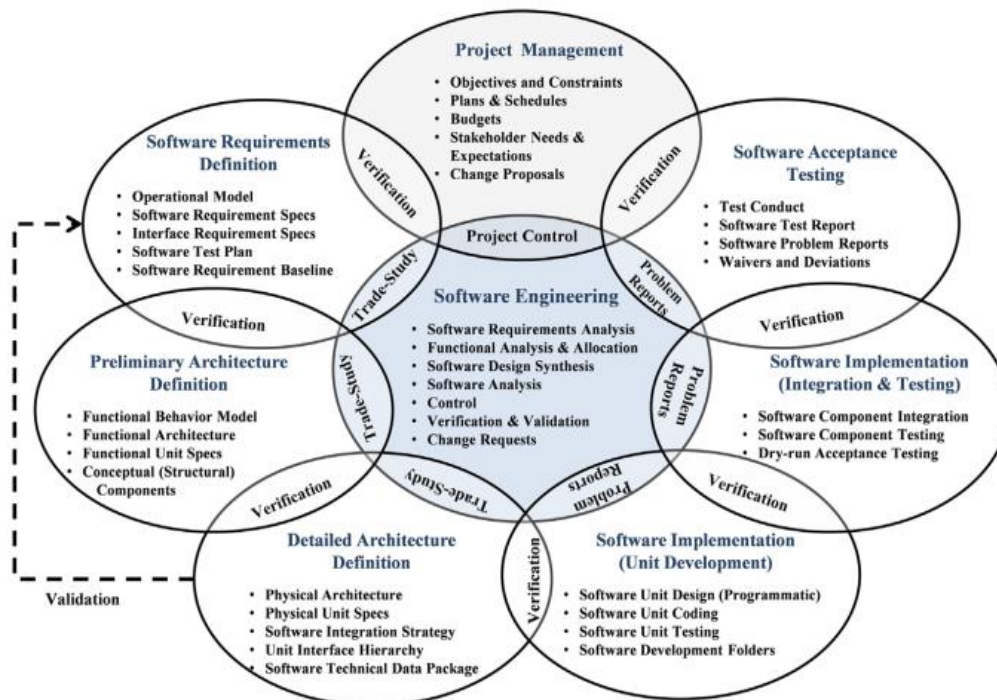 Project Management
• Objectives and Constraints
• Plans & Schedules
• Budgets
• Stakeholder Needs &
Expectations
• Change Proposals
Software Requirements
Definition
• Operational Model
• Software Requirement Specs
• Interface Requirement Specs
• Software Test Plan
• Software Requirement Baseline
Verification
Verification
Software Acceptance
Testing
• Test Conduct
• Software Test Report
• Software Problem Reports
• Waivers and Deviations
Project Control
Trade-Study
Problem
Reports
Software Engineering
• Software Requirements Analysis
• Functional Analysis & Allocation
• Software Design Synthesis
• Software Analysis
• Control
• Verification & Validation
• Change Requests
Verification
Verification
Preliminary Architecture
Definition
• Functional Behavior Model
• Functional Architecture
• Functional Unit Specs
• Conceptual (Structural)
Components
Trade-Study
Problem
Reports
Software Implementation
(Integration & Testing)
• Software Component Integration
• Software Component Testing
• Dry-run Acceptance Testing
Verification
Trade-Study
Problem
Reports
Verification
Detailed Architecture
Definition
• Physical Architecture
• Physical Unit Specs
• Software Integration Strategy
• Unit Interface Hierarchy
• Software Technical Data Package
Verification
Software Implementation
(Unit Development)
• Software Unit Design (Programmatic)
• Software Unit Coding
• Software Unit Testing
• Software Development Folders
Validation